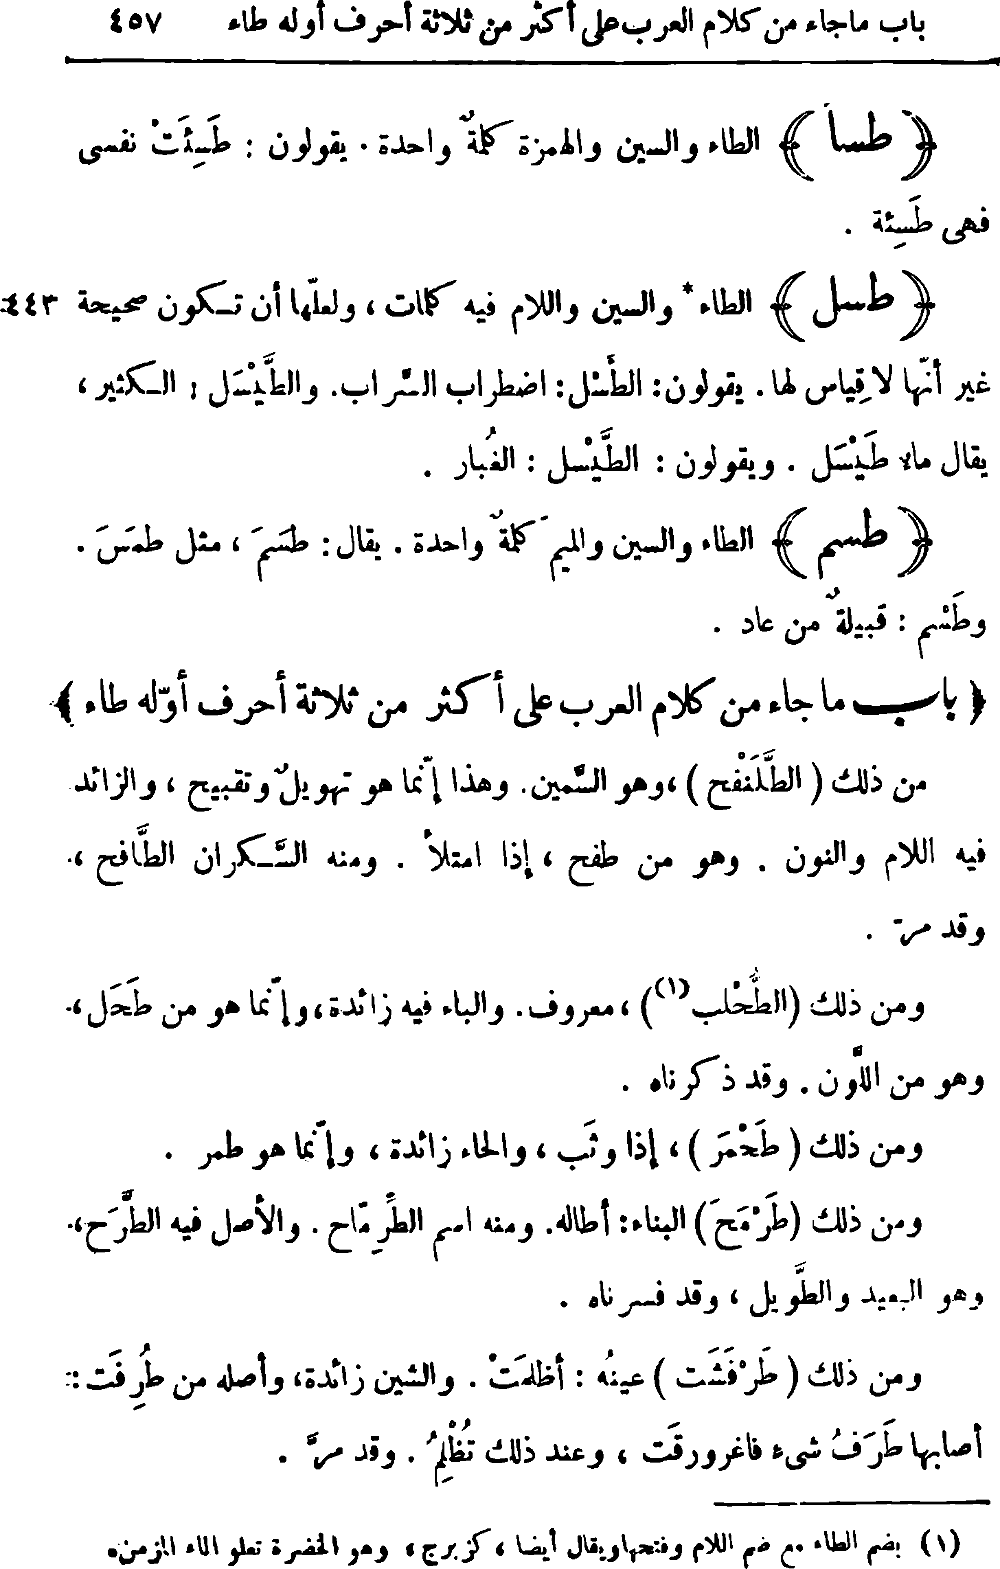 باب ماجاء من كلام العرب على أكثر من ثلاثة أحرف أوله طاء ٤٥٧
﴿ طسأ ﴾ الطاء والسين والهمزة كلمةٌ واحدة. يقولون : طَسِئَتْ نفسى
فهى طَسِئة .
﴿ طسل ﴾ الطاء* والسين واللام فيه كلمات ، ولعلّها أن تكون صحيحة ٤٤٣
غير أنّها لا قِياس لها . يقولون: الطَّسْل: اضطراب السَّراب. والطَّيْسَل : الكثير ،
يقال ماء طَيْسَل . ويقولون : الطَّيْسل : الغُبار .
﴿ طسم ﴾ الطاء والسين والميم كلمةٌ واحدة . يقال: طسَمَ ، مثل طمسَ .
وطَسْم : قبيلةٌ من عاد .
﴿ باب ما جاء من كلام العرب على أكثر من ثلاثة أحرف أوّله طاء ﴾
من ذلك ( الطَّلَنْفح ) ،وهو السَّمين. وهذا إنّما هو تهويلٌ وتقبيح ، والزائد
فيه اللام والنون . وهو من طفح ، إذا امتلأ . ومنه السَّكران الطَّافح ،
وقد مرّ .
ومن ذلك (الطُّحْلب(١)) ،معروف. والباء فيه زائدة،وإنّما هو من طَحَل ،
وهو من اللَّون . وقد ذكرناه .
ومن ذلك ( طَحْمَرَ ) ، إذا وثَب ، والحاء زائدة ، وإنّما هو طمر .
ومن ذلك (طَرْمَحَ) البناء: أطاله. ومنه اسم الطِّرِمّاح . والأصل فيه الطَّرَح،
وهو البعيد والطَّويل ، وقد فسرناه .
ومن ذلك ( طَرْفَشَت ) عينُه : أظلمَتْ . والشين زائدة، وأصله من طُرِفَت :
أصابها طَرَفُ شىء فاغرورقَت ، وعند ذلك تُظْلِمُ . وقد مرَّ .
(١) بضم الطاء مع ضم اللام وفتحها ويقال أيضا ، كزبرج ، وهو الخضرة تعلو الماء المزمن.